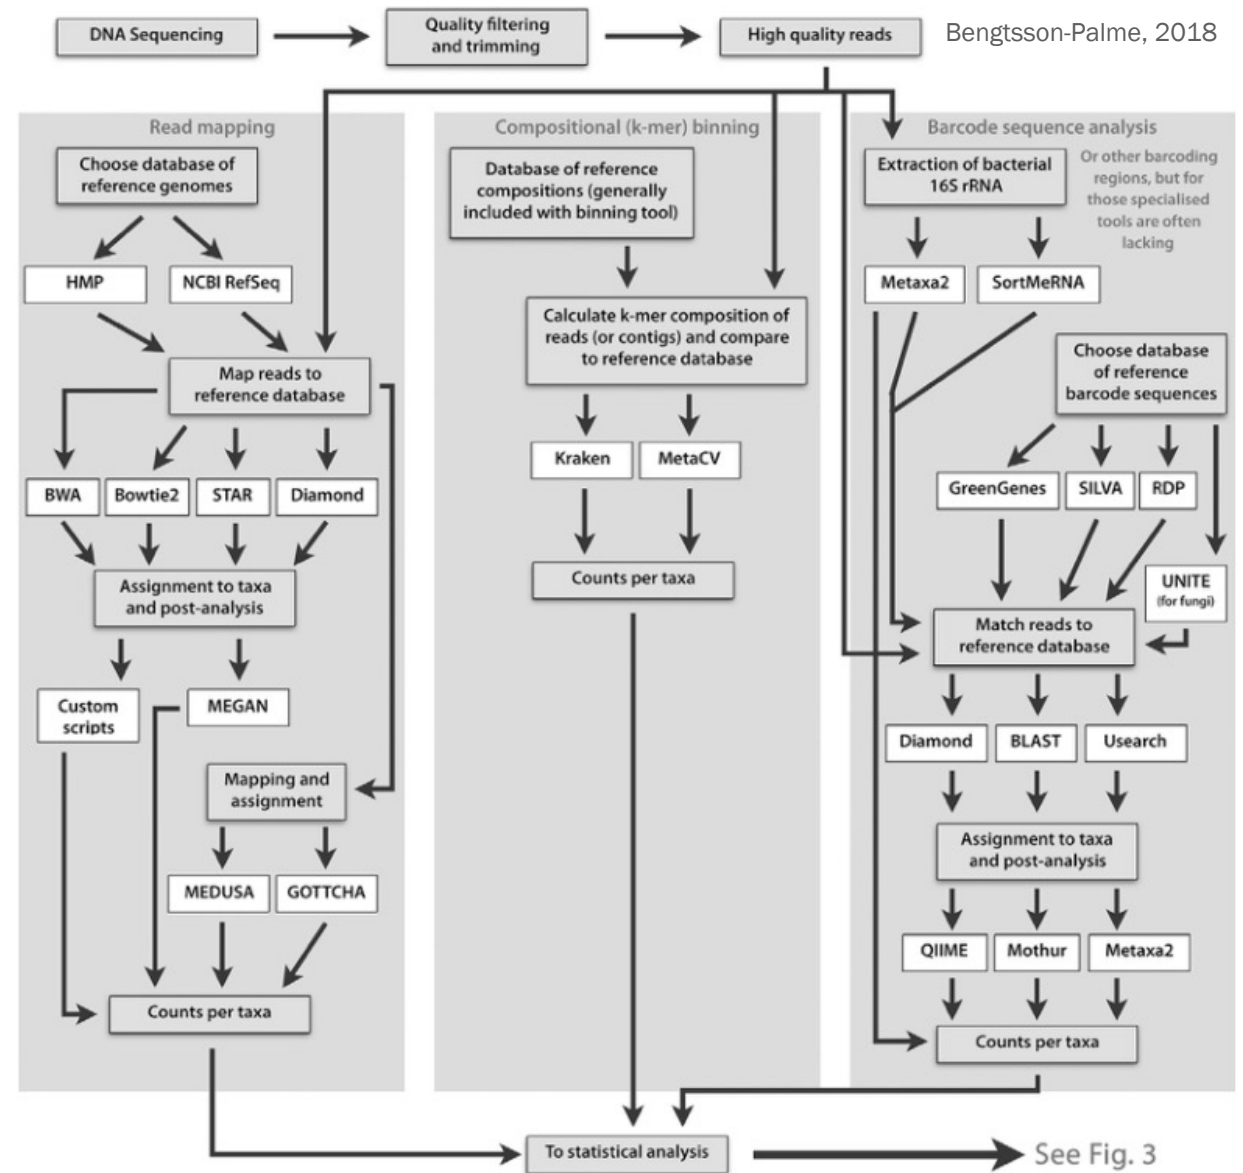 DNA Sequencing
Quality filtering
and trimming
High quality reads
Bengtsson-Palme, 2018
Read mapping
Choose database of
reference genomes
HMP
NCBI RefSeq
Map reads to
reference database
BWA
Bowtie2
STAR
Diamond
Assignment to taxa
and post-analysis
Custom
scripts
MEGAN
Mapping and
assignment
MEDUSA
GOTTCHA
Counts per taxa
Compositional (k-mer) binning
Database of reference
compositions (generally
included with binning tool)
Calculate k-mer composition of
reads (or contigs) and compare
to reference database
Kraken
MetaCV
Counts per taxa
Barcode sequence analysis
Extraction of bacterial
16S rRNA
Or other barcoding
regions, but for
those specialised
tools are often
lacking
Metaxa2
SortMeRNA
Choose database
of reference
barcode sequences
GreenGenes
SILVA
RDP
UNITE
(for fungi)
Match reads to
reference database
Diamond
BLAST
Usearch
Assignment to taxa
and post-analysis
QIIME
Mothur
Metaxa2
Counts per taxa
To statistical analysis
See Fig. 3